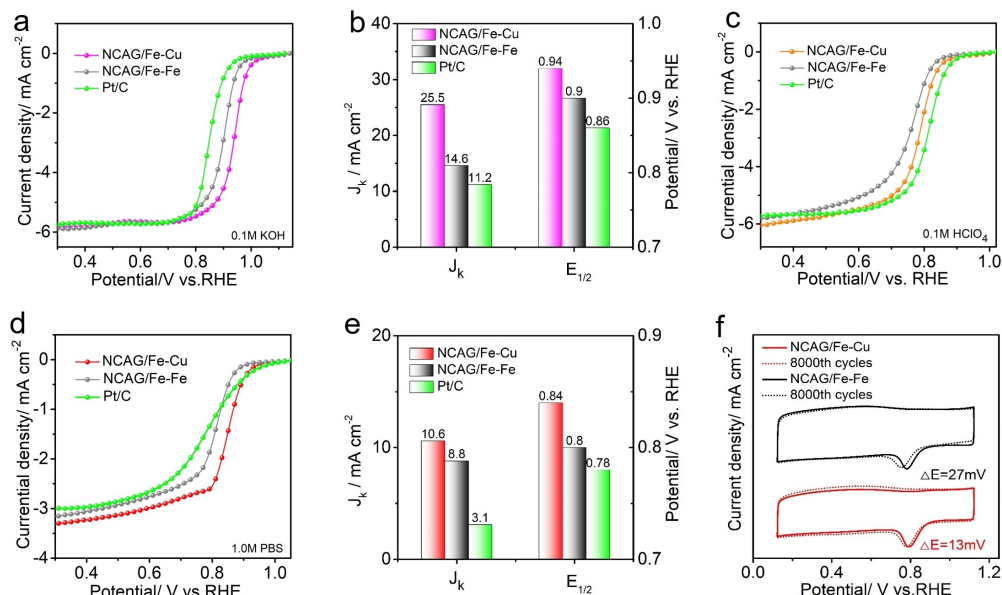 a
NCAG/Fe-Cu
NCAG/Fe-Fe
Pt/C
0
-2
-4
-6
0.4
0.6
0.8
1.0
0.1M KOH
Current density/ mA cm-2
Potential/V vs.RHE
b
NCAG/Fe-Cu
NCAG/Fe-Fe
Pt/C
40
30
20
10
0
1.0
0.9
0.8
0.7
25.5
14.6
11.2
0.94
0.9
0.86
Jk / mA cm-2
Potential/ V vs. RHE
Jk
E1/2
c
NCAG/Fe-Cu
NCAG/Fe-Fe
Pt/C
0
-2
-4
-6
0.4
0.6
0.8
1.0
0.1M HClO4
Currential density/ mA cm-2
Potential/V vs. RHE
d
NCAG/Fe-Cu
NCAG/Fe-Fe
Pt/C
0
-1
-2
-3
-4
0.4
0.6
0.8
1.0
1.0M PBS
Current density/ mA cm-2
Potential/ V vs.RHE
e
NCAG/Fe-Cu
NCAG/Fe-Fe
Pt/C
20
10
0
0.9
0.8
0.7
10.6
8.8
3.1
0.84
0.8
0.78
Jk / mA cm-2
Potential/ V vs. RHE
Jk
E1/2
f
NCAG/Fe-Cu
8000th cycles
NCAG/Fe-Fe
8000th cycles
△E=27mV
△E=13mV
0.0
0.4
0.8
1.2
Current density/ mA cm-2
Potential/ V vs.RHE